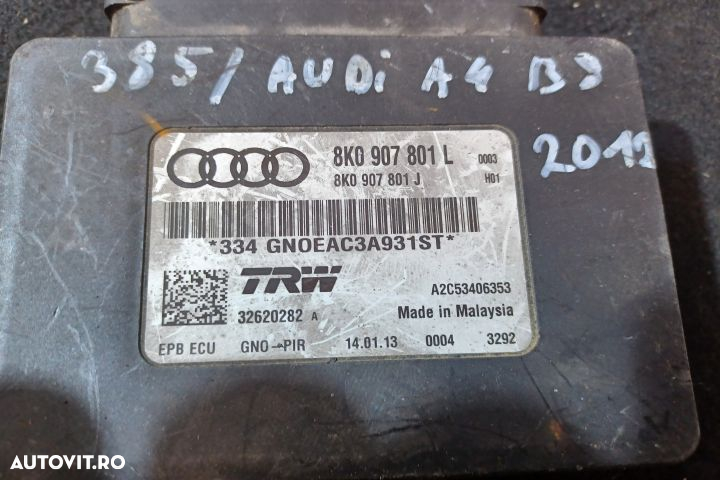 385/ AUDi A4 B8
2012
8K0 907 801 L 0003
8K0 907 801 J H01
*334 GNOEAC3A931ST*
TRW
A2C53406353
32620282 A Made in Malaysia
EPB ECU GNO-PIR 14.01.13 0004 3292
AUTOVIT.RO